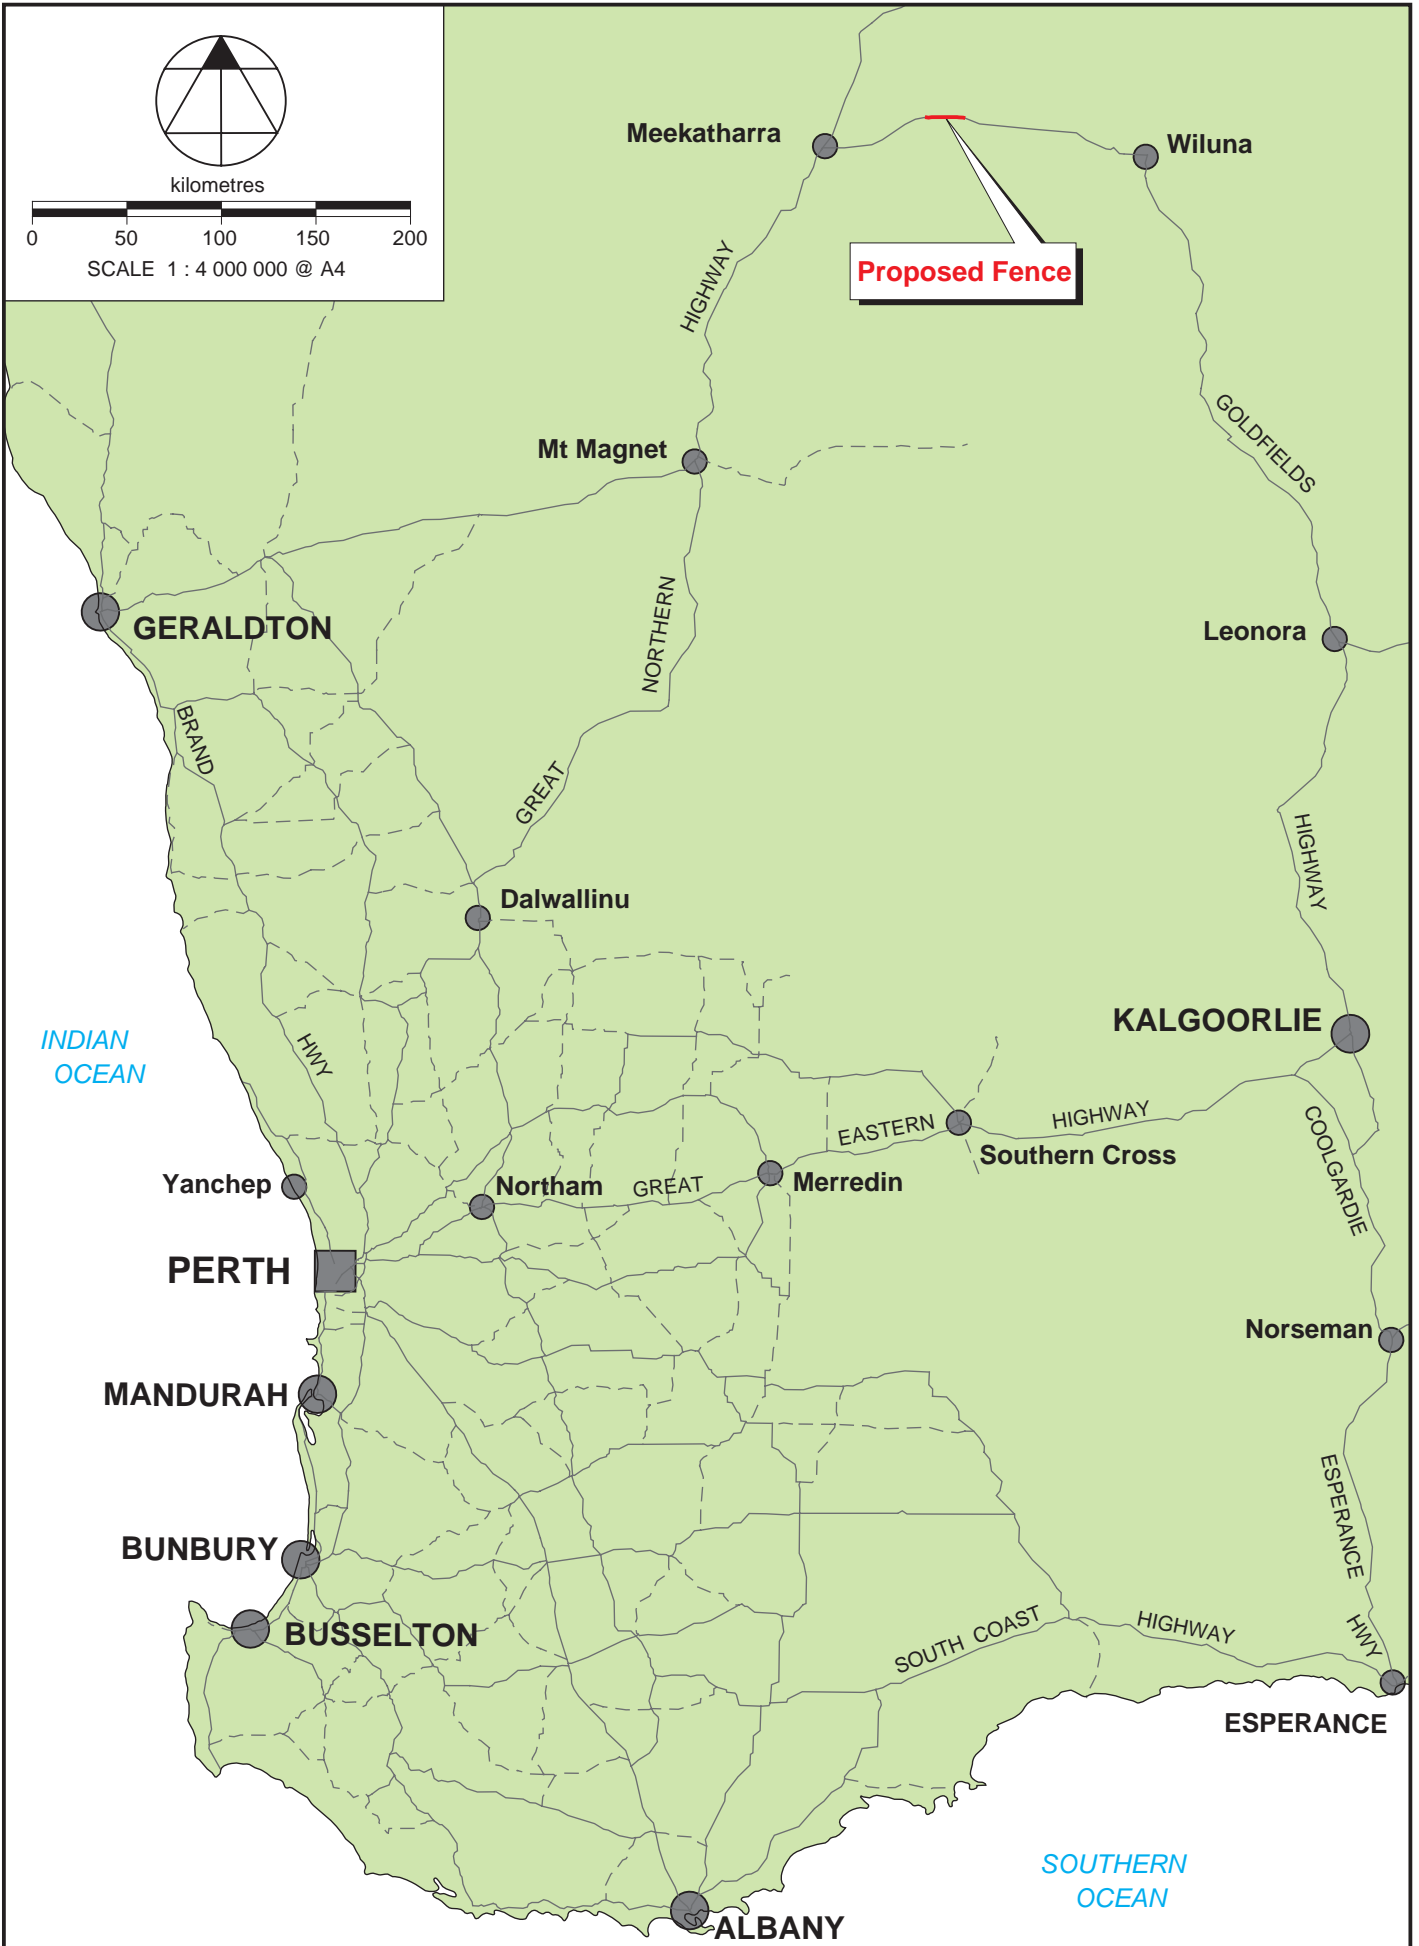 kilometres
0 50 100 150 200
SCALE 1 : 4 000 000 @ A4
Meekatharra
Wiluna
Proposed Fence
HIGHWAY
GOLDFIELDS
Mt Magnet
NORTHERN
GERALDTON
Leonora
BRAND
GREAT
HIGHWAY
Dalwallinu
KALGOORLIE
INDIAN
OCEAN
HWY
EASTERN
HIGHWAY
COOLGARDIE
Southern Cross
Yanchep
Northam
GREAT
Merredin
PERTH
Norseman
MANDURAH
ESPERANCE
BUNBURY
BUSSELTON
SOUTH COAST
HIGHWAY
HWY
ESPERANCE
SOUTHERN
OCEAN
ALBANY